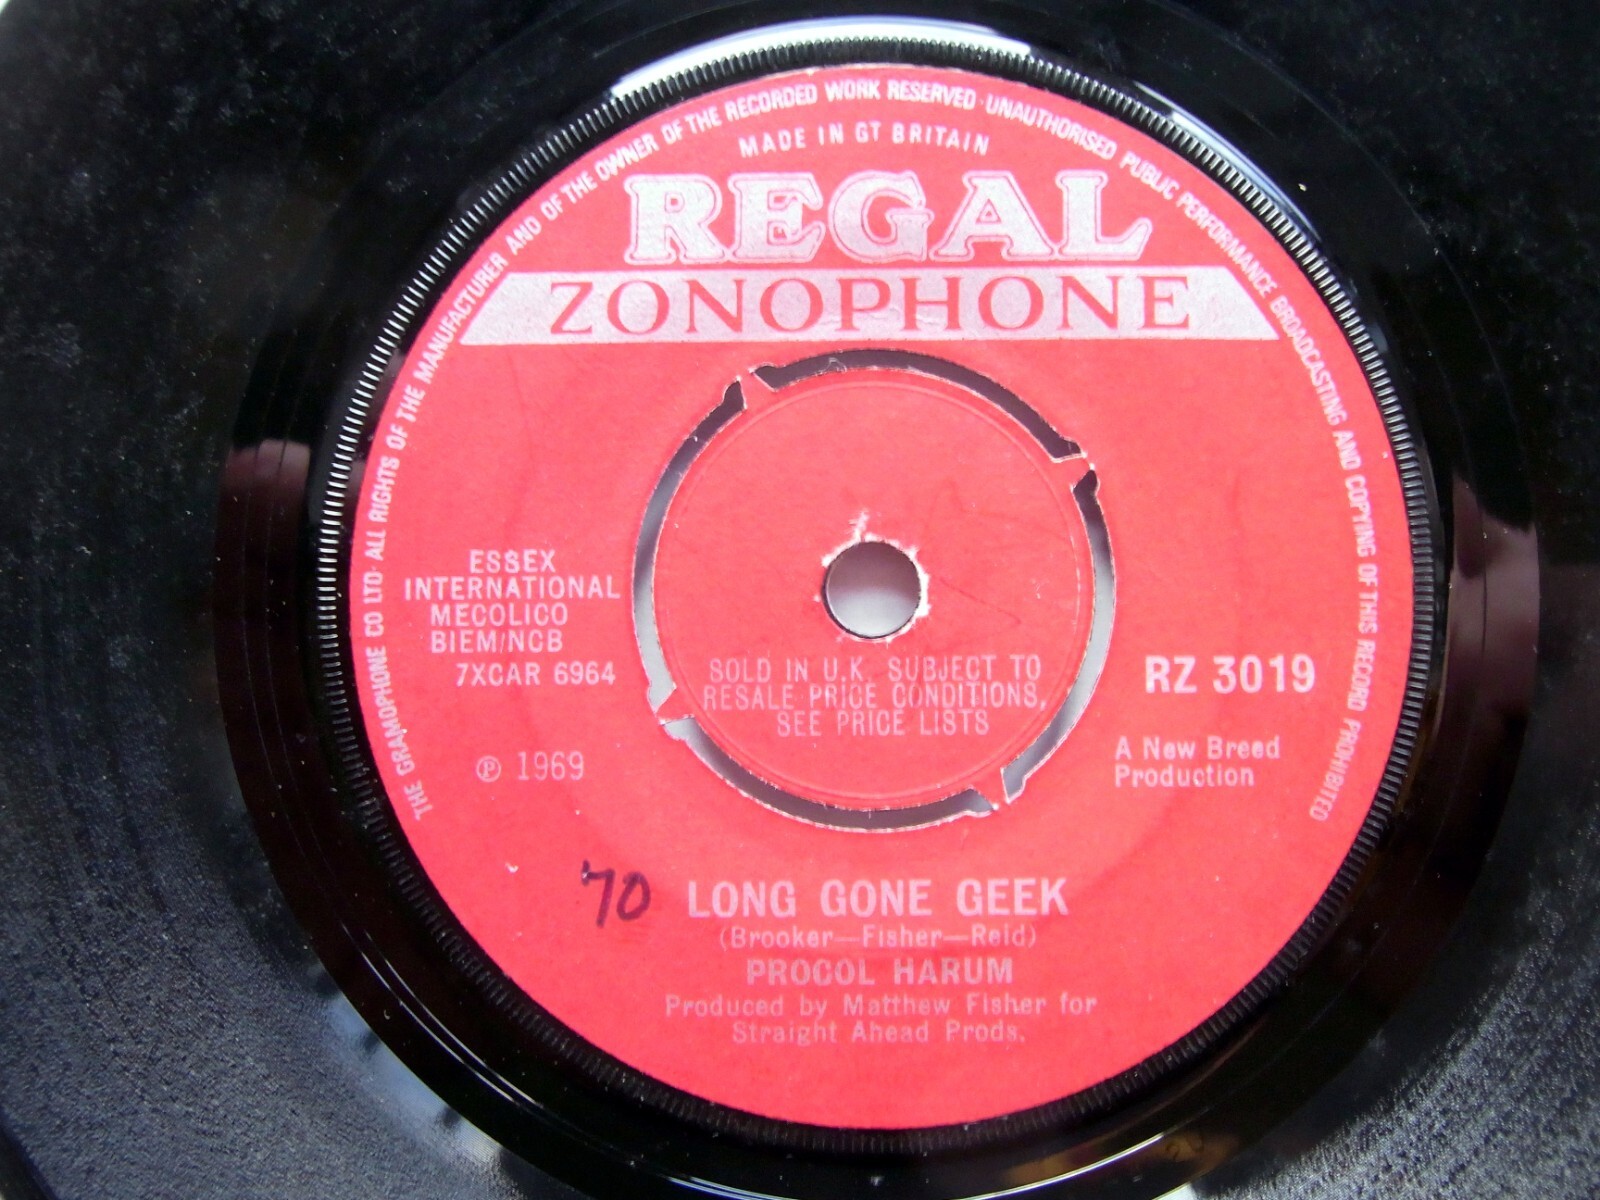 THE GRAMOPHONE CO LTD· ALL RIGHTS OF THE MANUFACTURER AND OF THE OWNER OF THE RECORDED WORK RESERVED · UNAUTHORISED PUBLIC PERFORMANCE BROADCASTING AND COPYING OF THIS RECORD PROHIBITED
MADE IN GT BRITAIN
REGAL
ZONOPHONE
ESSEX
INTERNATIONAL
MECOLICO
BIEM/NCB
7XCAR 6964
℗ 1969
SOLD IN U.K. SUBJECT TO
RESALE PRICE CONDITIONS,
SEE PRICE LISTS
RZ 3019
A New Breed
Production
'70
LONG GONE GEEK
(Brooker—Fisher—Reid)
PROCOL HARUM
Produced by Matthew Fisher for
Straight Ahead Prods.